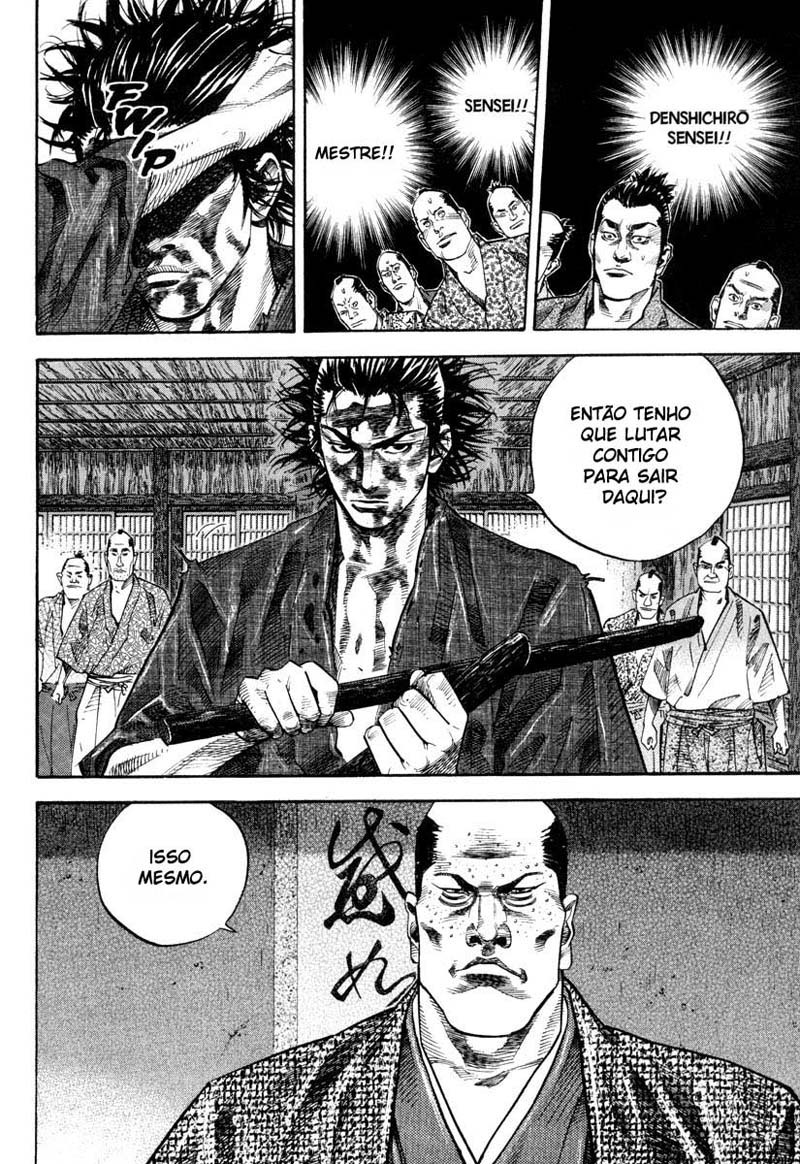 FWIP
MESTRE!!
SENSEI!!
DENSHICHIRŌ
SENSEI!!
ENTÃO TENHO
QUE LUTAR
CONTIGO
PARA SAIR
DAQUI?
ISSO
MESMO.